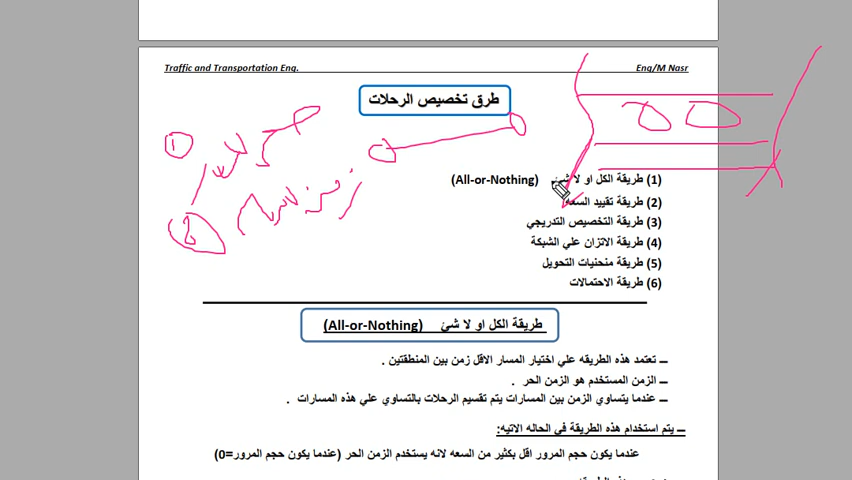 Traffic and Transportation Eng. Eng/M Nasr
طرق تخصيص الرحلات
(1) طريقة الكل او لا شئ (All-or-Nothing)
(2) طريقة تقييد السعه
(3) طريقة التخصيص التدريجي
(4) طريقة الاتزان علي الشبكة
(5) طريقة منحنيات التحويل
(6) طريقة الاحتمالات
طريقة الكل او لا شئ (All-or-Nothing)
ـــ تعتمد هذه الطريقه علي اختيار المسار الاقل زمن بين المنطقتين .
ـــ الزمن المستخدم هو الزمن الحر .
ـــ عندما يتساوي الزمن بين المسارات يتم تقسيم الرحلات بالتساوي علي هذه المسارات .
ـــ يتم استخدام هذه الطريقة في الحاله الاتيه:
عندما يكون حجم المرور اقل بكثير من السعه لانه يستخدم الزمن الحر (عندما يكون حجم المرور=0)